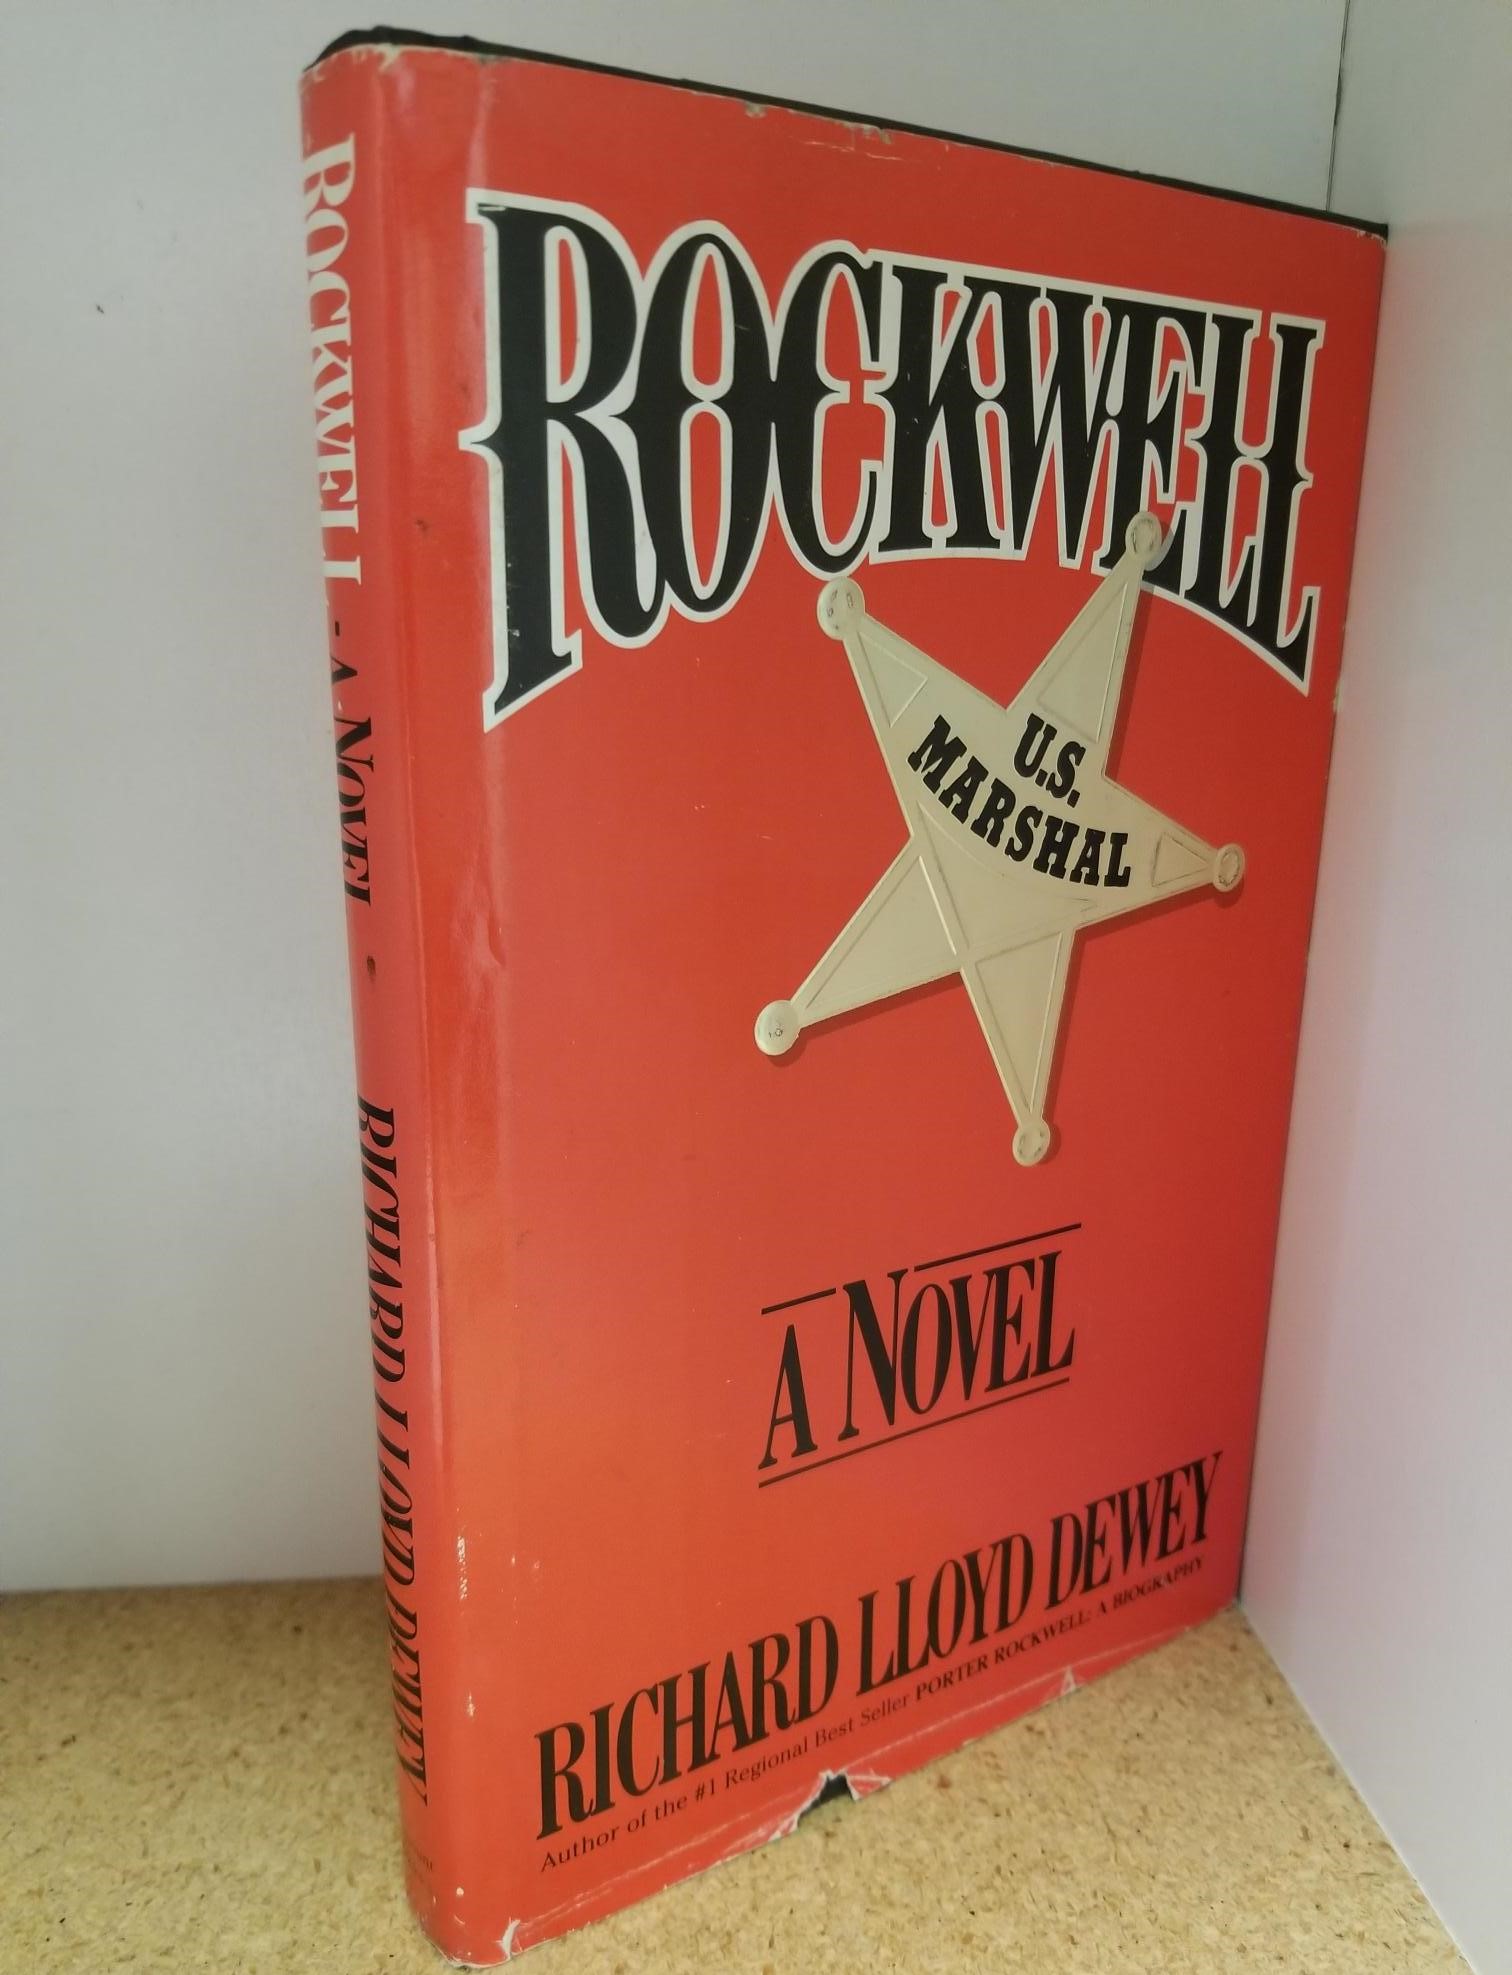 ROCKWELL - A NOVEL • RICHARD LLOYD DEWEY
ROCKWELL
U.S.
MARSHAL
A NOVEL
RICHARD LLOYD DEWEY
Author of the #1 Regional Best Seller PORTER ROCKWELL: A BIOGRAPHY